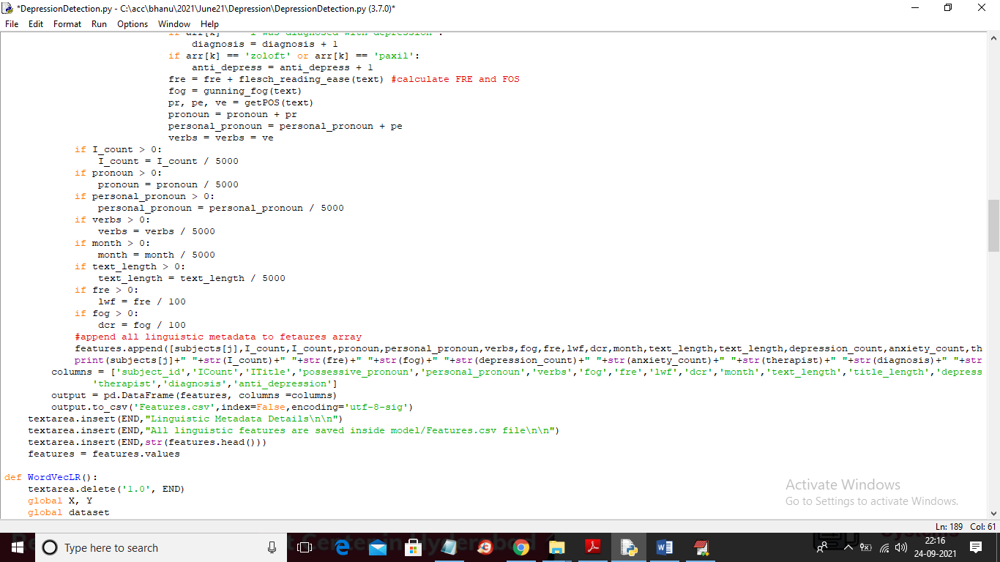 *DepressionDetection.py - C:\acc\bhanu\2021\June21\Depression\DepressionDetection.py (3.7.0)*
File Edit Format Run Options Window Help
if arr[k] == 'i was diagnosed with depression':
diagnosis = diagnosis + 1
if arr[k] == 'zoloft' or arr[k] == 'paxil':
anti_depress = anti_depress + 1
fre = fre + flesch_reading_ease(text) #calculate FRE and FOS
fog = gunning_fog(text)
pr, pe, ve = getPOS(text)
pronoun = pronoun + pr
personal_pronoun = personal_pronoun + pe
verbs = verbs = ve
if I_count > 0:
I_count = I_count / 5000
if pronoun > 0:
pronoun = pronoun / 5000
if personal_pronoun > 0:
personal_pronoun = personal_pronoun / 5000
if verbs > 0:
verbs = verbs / 5000
if month > 0:
month = month / 5000
if text_length > 0:
text_length = text_length / 5000
if fre > 0:
lwf = fre / 100
if fog > 0:
dcr = fog / 100
#append all linguistic metadata to fetaures array
features.append([subjects[j],I_count,I_count,pronoun,personal_pronoun,verbs,fog,fre,lwf,dcr,month,text_length,text_length,depression_count,anxiety_count,th
print(subjects[j]+" "+str(I_count)+" "+str(fre)+" "+str(fog)+" "+str(depression_count)+" "+str(anxiety_count)+" "+str(therapist)+" "+str(diagnosis)+" "+str
columns = ['subject_id','ICount','ITitle','possessive_pronoun','personal_pronoun','verbs','fog','fre','lwf','dcr','month','text_length','title_length','depress
'therapist','diagnosis','anti_depression']
output = pd.DataFrame(features, columns =columns)
output.to_csv('Features.csv',index=False,encoding='utf-8-sig')
textarea.insert(END,"Linguistic Metadata Details\n\n")
textarea.insert(END,"All linguistic features are saved inside model/Features.csv file\n\n")
textarea.insert(END,str(features.head()))
features = features.values
def WordVecLR():
textarea.delete('1.0', END)
global X, Y
global dataset
Activate Windows
Go to Settings to activate Windows.
Ln: 189 Col: 61
Type here to search
22:16
24-09-2021